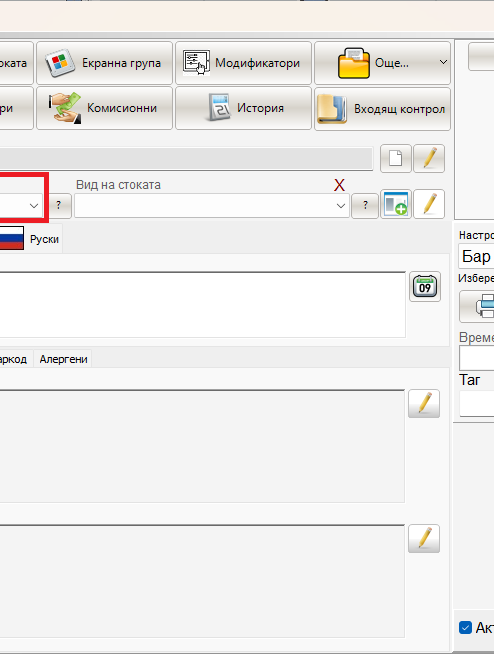 оката
Екранна група
Модификатори
Още...
ри
Комисионни
История
Входящ контрол
Вид на стоката
X
?
?
Руски
09
Настро
Бар
Избере
Време
Таг
аркод
Алергени
Акт